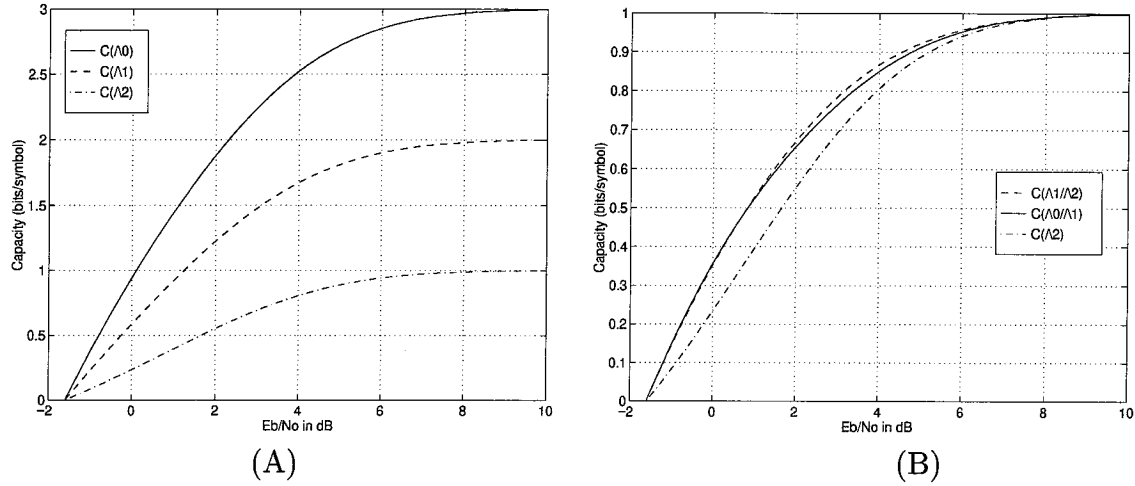 3
2.5
2
1.5
1
0.5
0
-2
0
2
4
6
8
10
Capacity (bits/symbol)
Eb/No in dB
C(Λ0)
C(Λ1)
C(Λ2)
(A)
1
0.9
0.8
0.7
0.6
0.5
0.4
0.3
0.2
0.1
0
-2
0
2
4
6
8
10
Capacity (bits/symbol)
Eb/No in dB
C(Λ1/Λ2)
C(Λ0/Λ1)
C(Λ2)
(B)